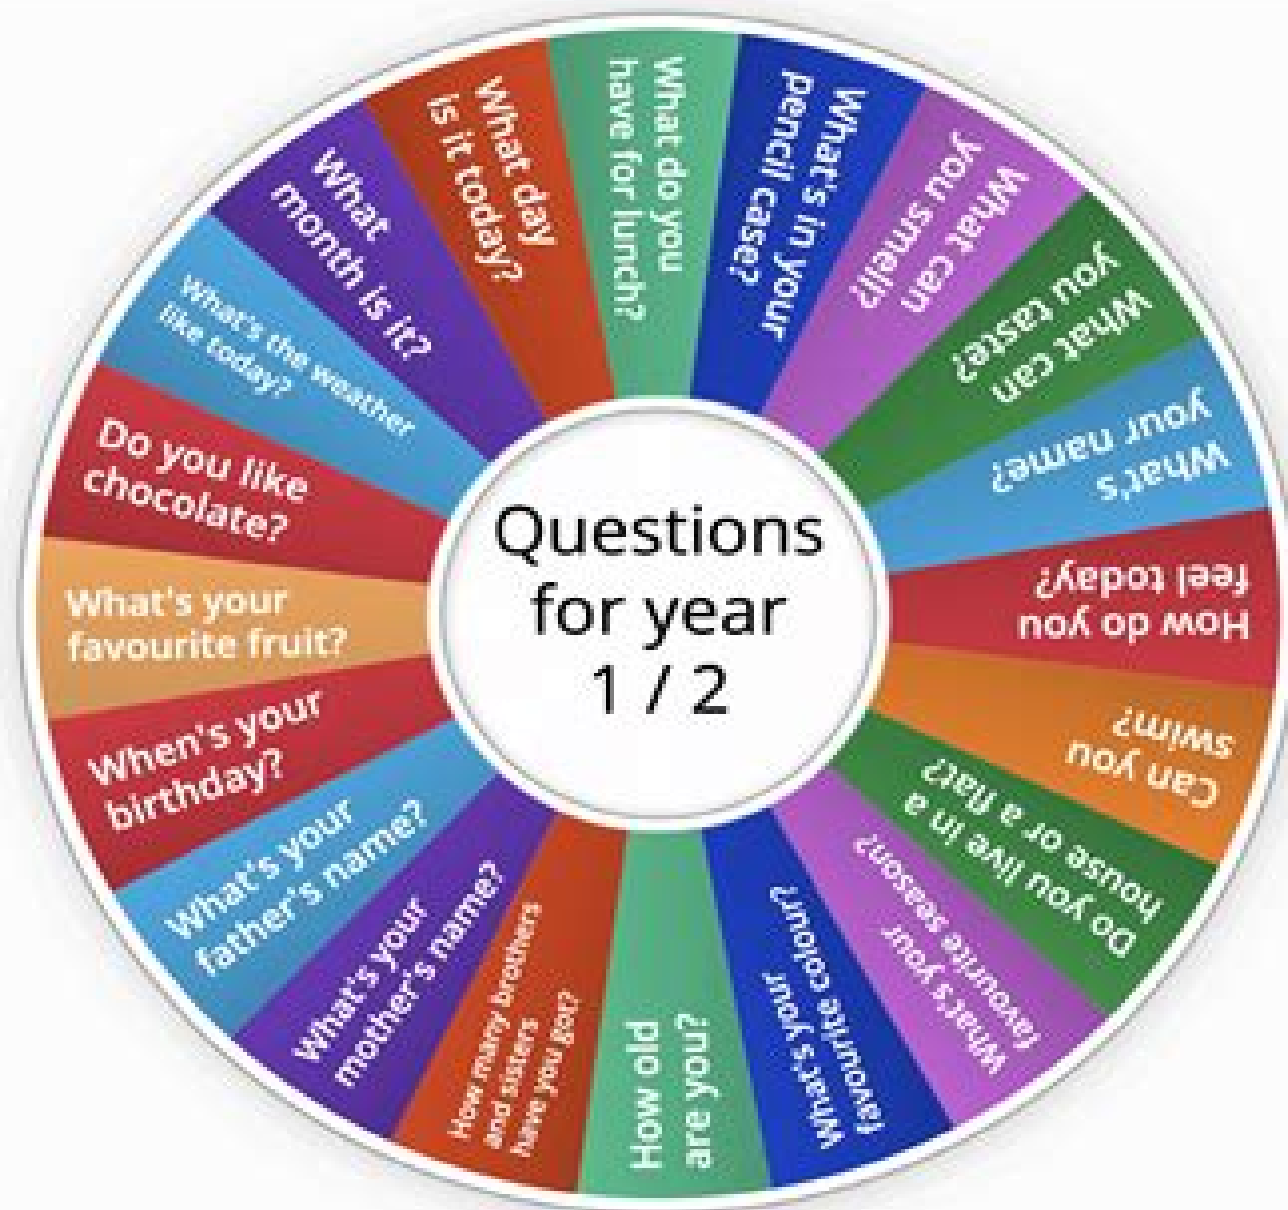 Questions
for year
1 / 2
What do you
have for lunch?
What's in your
pencil case?
What can
you smell?
What can
you taste?
What's
your name?
How do you
feel today?
Can you
swim?
Do you live in a
house or a flat?
What's your
favourite season?
What's your
favourite colour?
How old
are you?
How many brothers
and sisters
have you got?
What's your
mother's name?
What's your
father's name?
When's your
birthday?
What's your
favourite fruit?
Do you like
chocolate?
What's the weather
like today?
What
month is it?
What day
is it today?